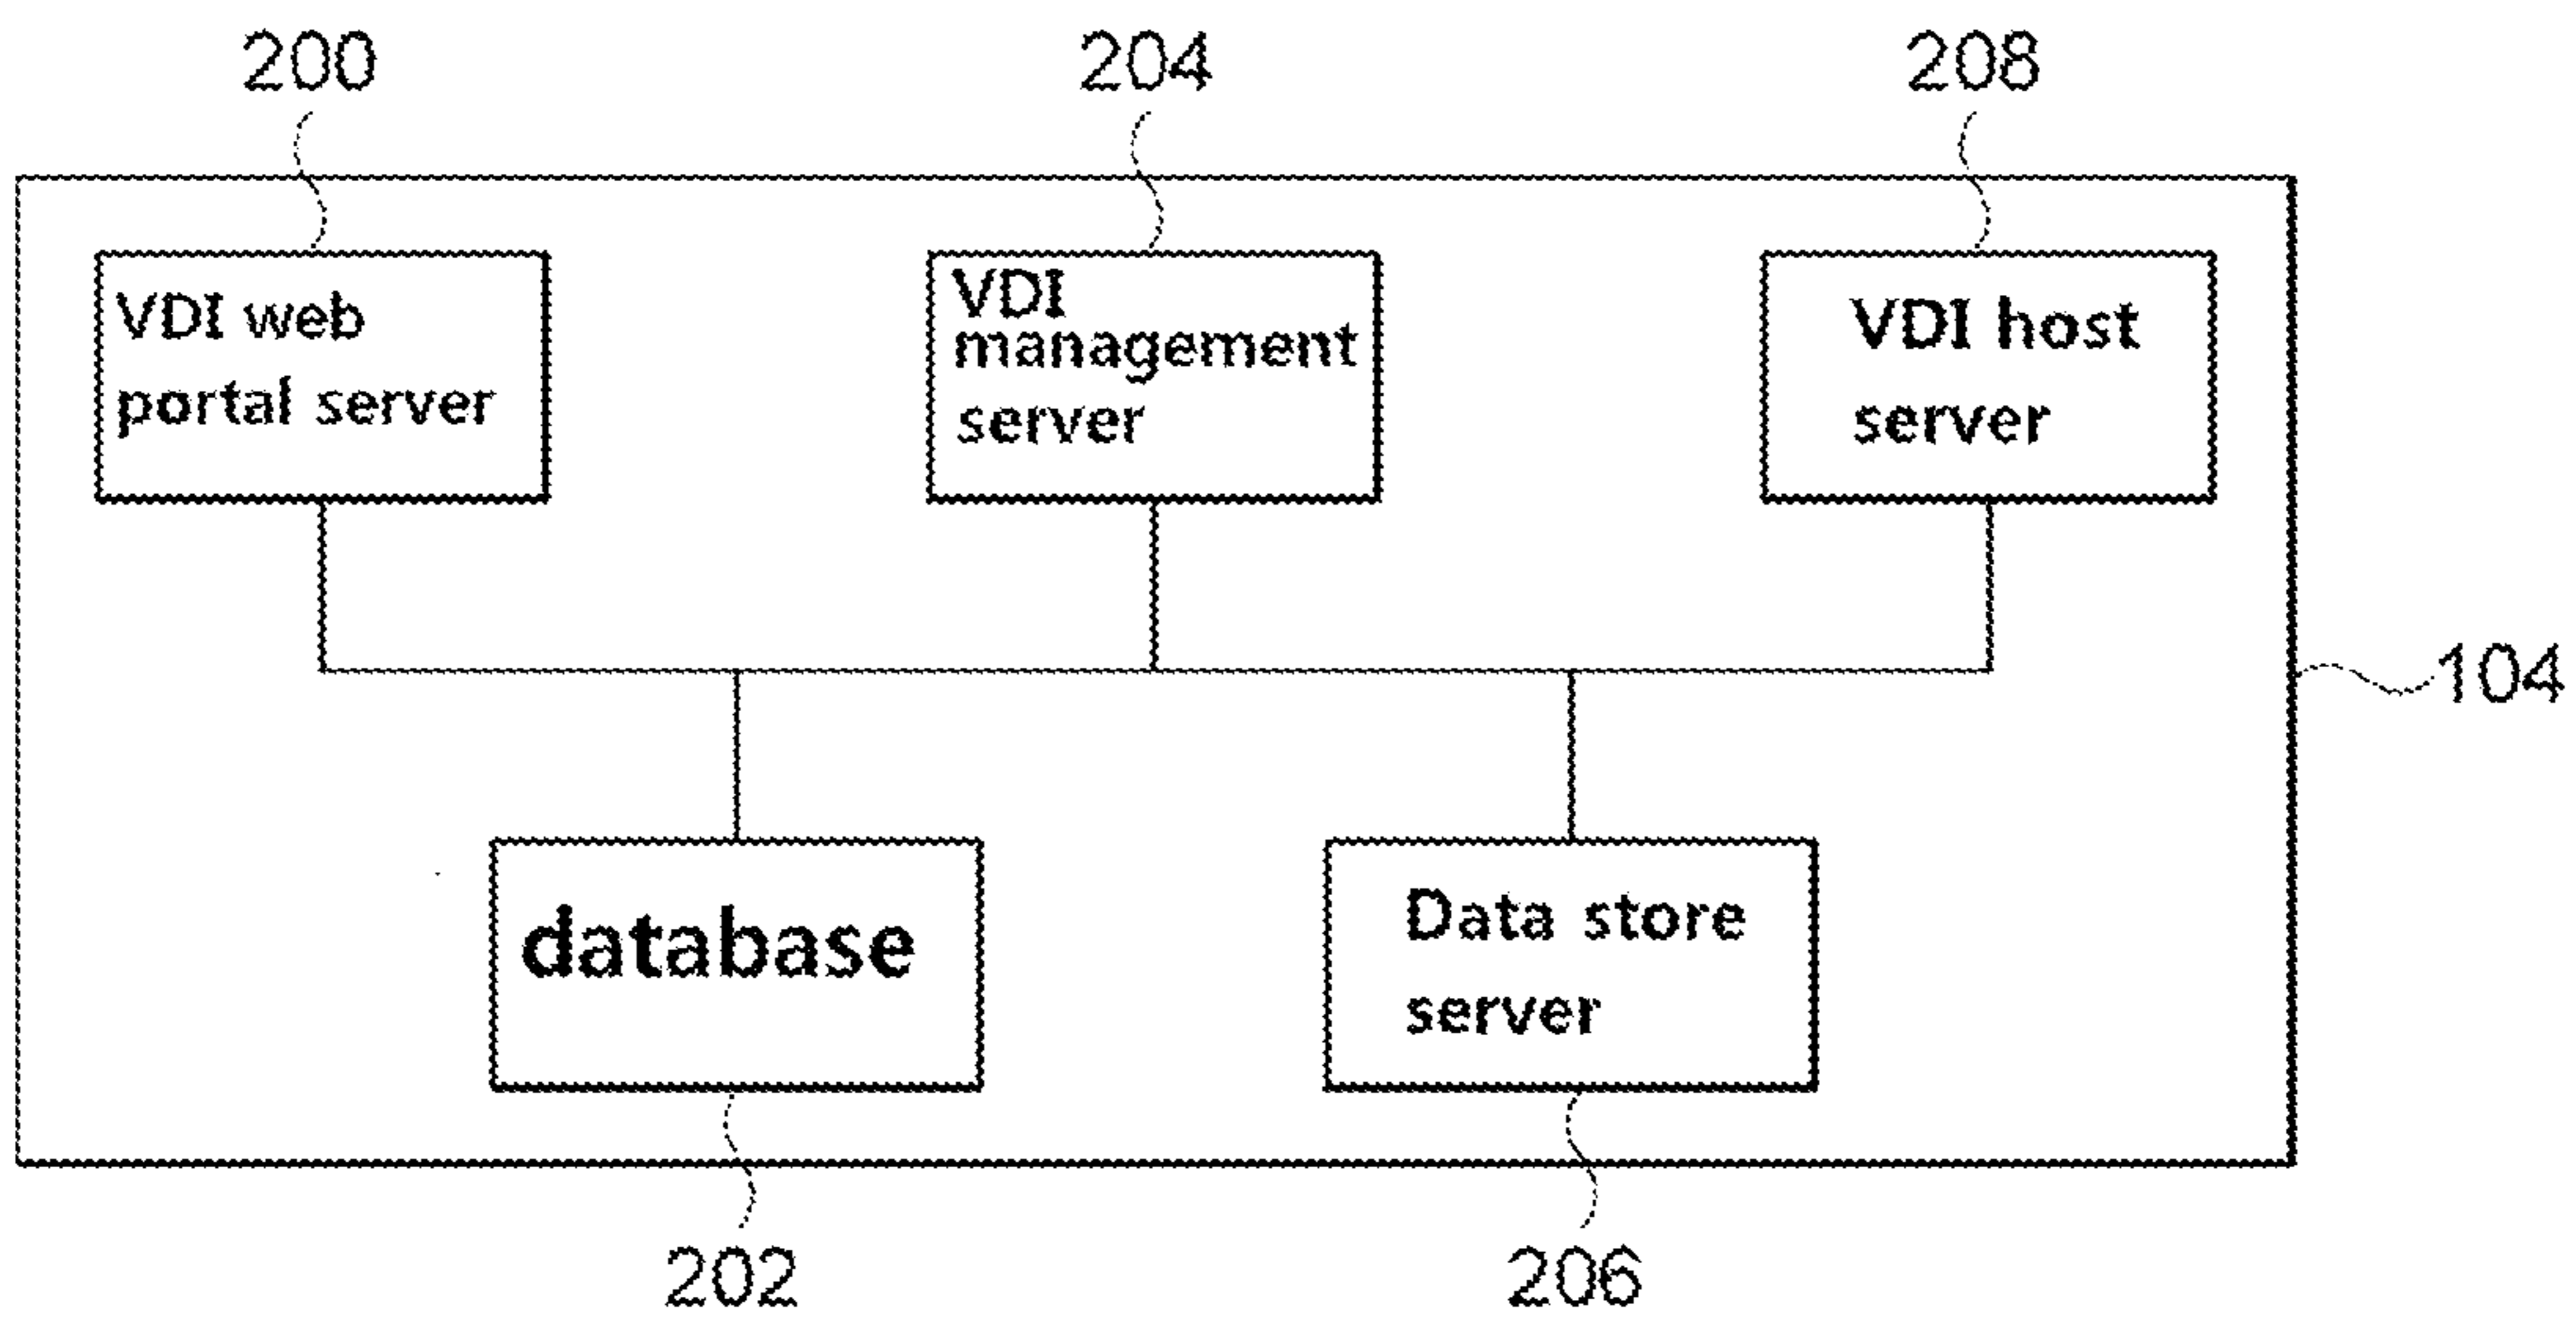 200
204
208
VDI web
portal server
VDI
management
server
VDI host
server
104
database
Data store
server
202
206